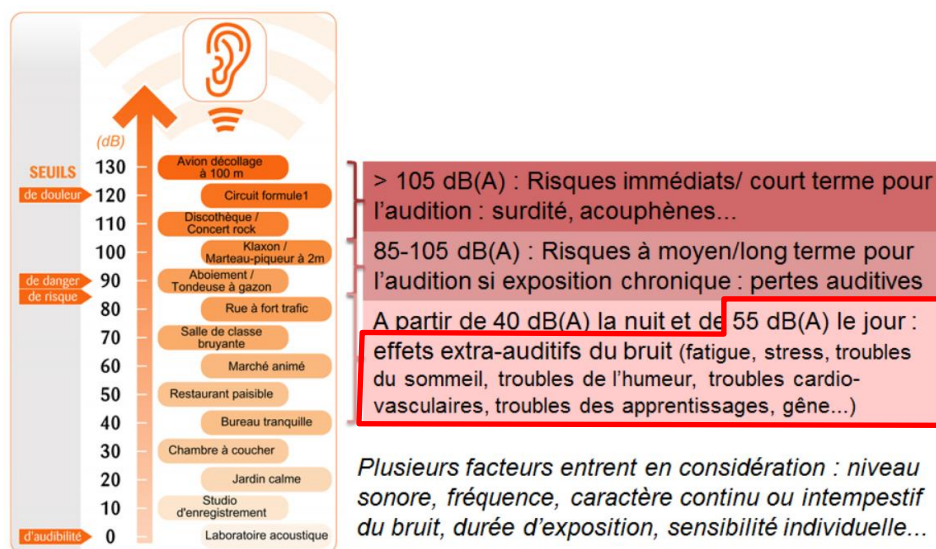 (dB)
SEUILS
130
Avion décollage
à 100 m
de douleur
120
Circuit formule1
110
Discothèque /
Concert rock
100
Klaxon /
Marteau-piqueur à 2m
de danger
90
Aboiement /
Tondeuse à gazon
de risque
80
Rue à fort trafic
70
Salle de classe
bruyante
60
Marché animé
50
Restaurant paisible
40
Bureau tranquille
30
Chambre à coucher
20
Jardin calme
10
Studio
d'enregistrement
d'audibilité
0
Laboratoire acoustique
> 105 dB(A) : Risques immédiats/ court terme pour
l'audition : surdité, acouphènes...
85-105 dB(A) : Risques à moyen/long terme pour
l'audition si exposition chronique : pertes auditives
A partir de 40 dB(A) la nuit et de 55 dB(A) le jour :
effets extra-auditifs du bruit (fatigue, stress, troubles
du sommeil, troubles de l'humeur, troubles cardio-
vasculaires, troubles des apprentissages, gêne...)
Plusieurs facteurs entrent en considération : niveau
sonore, fréquence, caractère continu ou intempestif
du bruit, durée d'exposition, sensibilité individuelle...